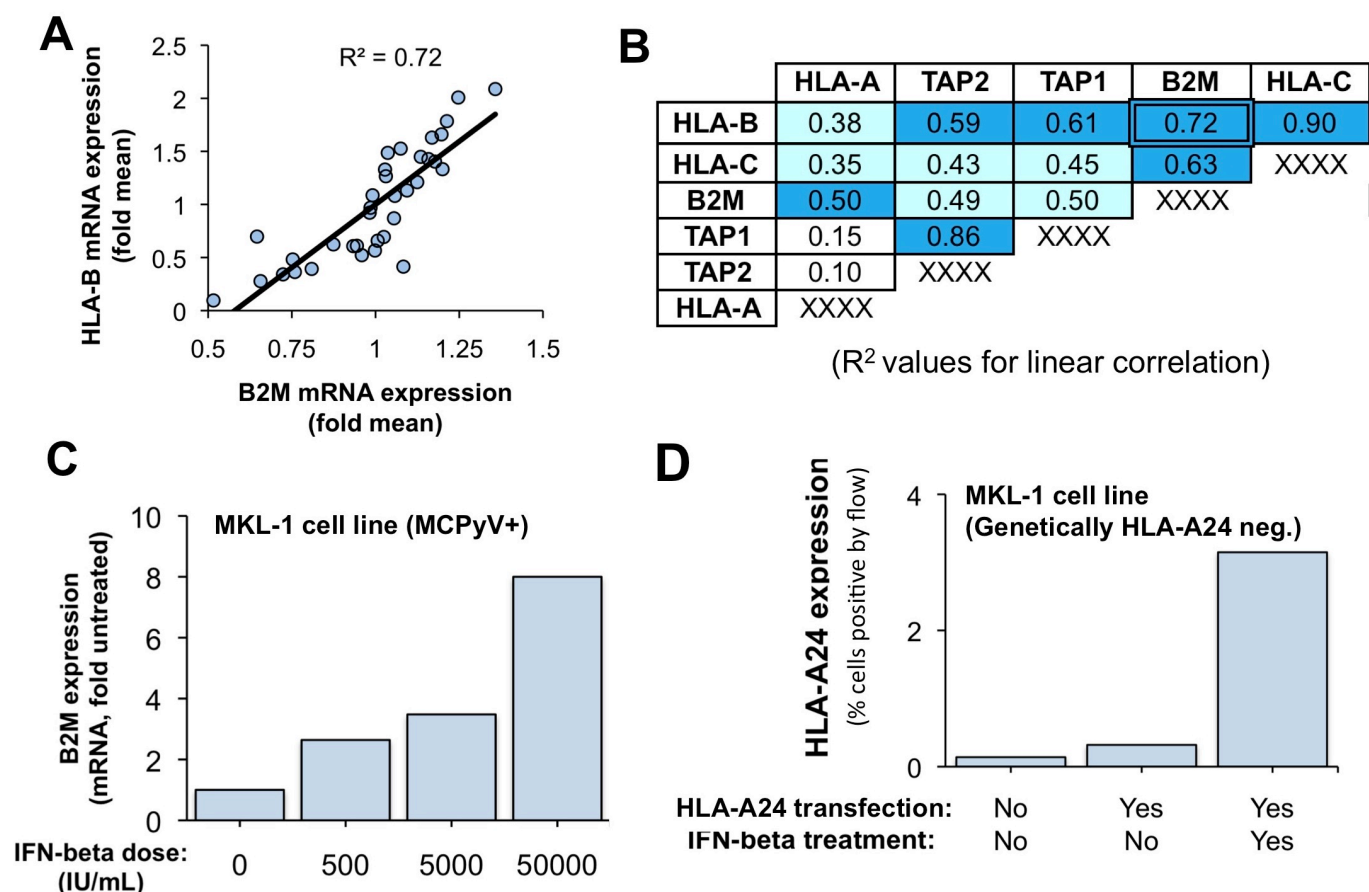 A
HLA-B mRNA expression
(fold mean)
2.5
2
1.5
1
0.5
0
R² = 0.72
0.5 0.75 1 1.25 1.5
B2M mRNA expression
(fold mean)
B
HLA-A TAP2 TAP1 B2M HLA-C
HLA-B 0.38 0.59 0.61 0.72 0.90
HLA-C 0.35 0.43 0.45 0.63 XXXX
B2M 0.50 0.49 0.50 XXXX
TAP1 0.15 0.86 XXXX
TAP2 0.10 XXXX
HLA-A XXXX
(R² values for linear correlation)
C
B2M expression
(mRNA, fold untreated)
10
8
6
4
2
0
MKL-1 cell line (MCPyV+)
IFN-beta dose: 0 500 5000 50000
(IU/mL)
D
HLA-A24 expression
(% cells positive by flow)
4
2
0
MKL-1 cell line
(Genetically HLA-A24 neg.)
HLA-A24 transfection: No Yes Yes
IFN-beta treatment: No No Yes